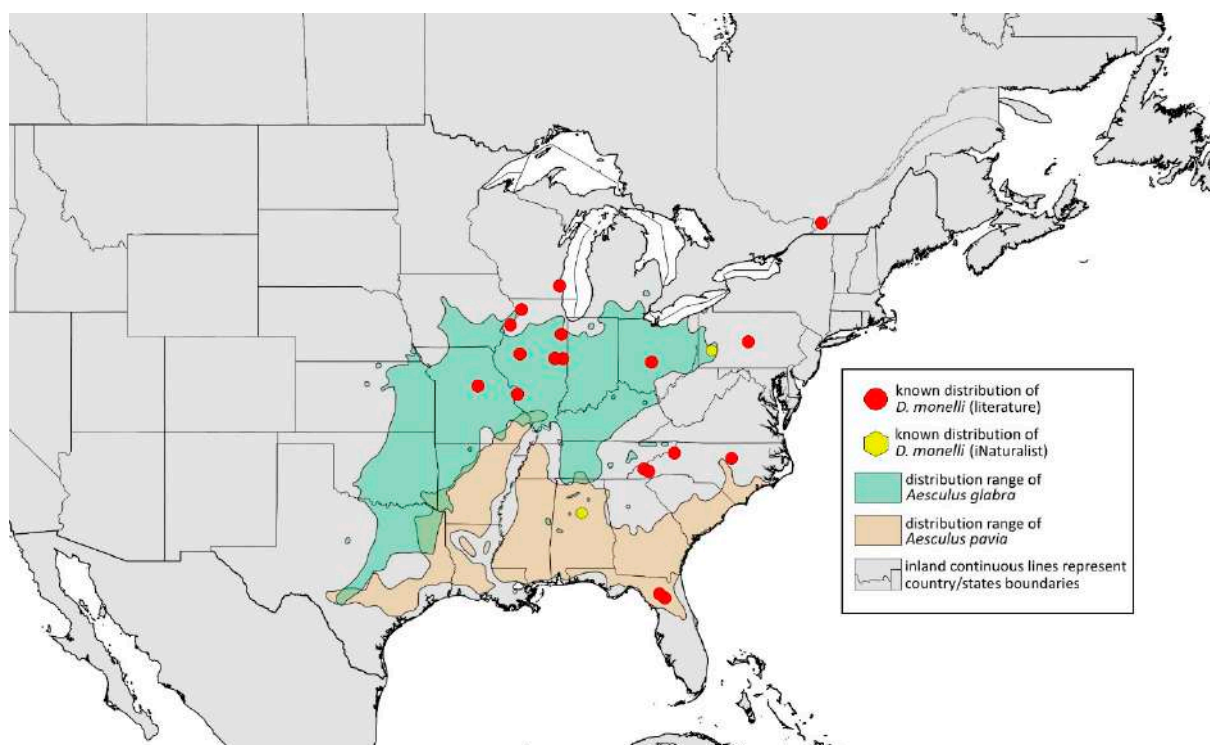 known distribution of
D. monelli (literature)
known distribution of
D. monelli (iNaturalist)
distribution range of
Aesculus glabra
distribution range of
Aesculus pavia
inland continuous lines represent
country/states boundaries